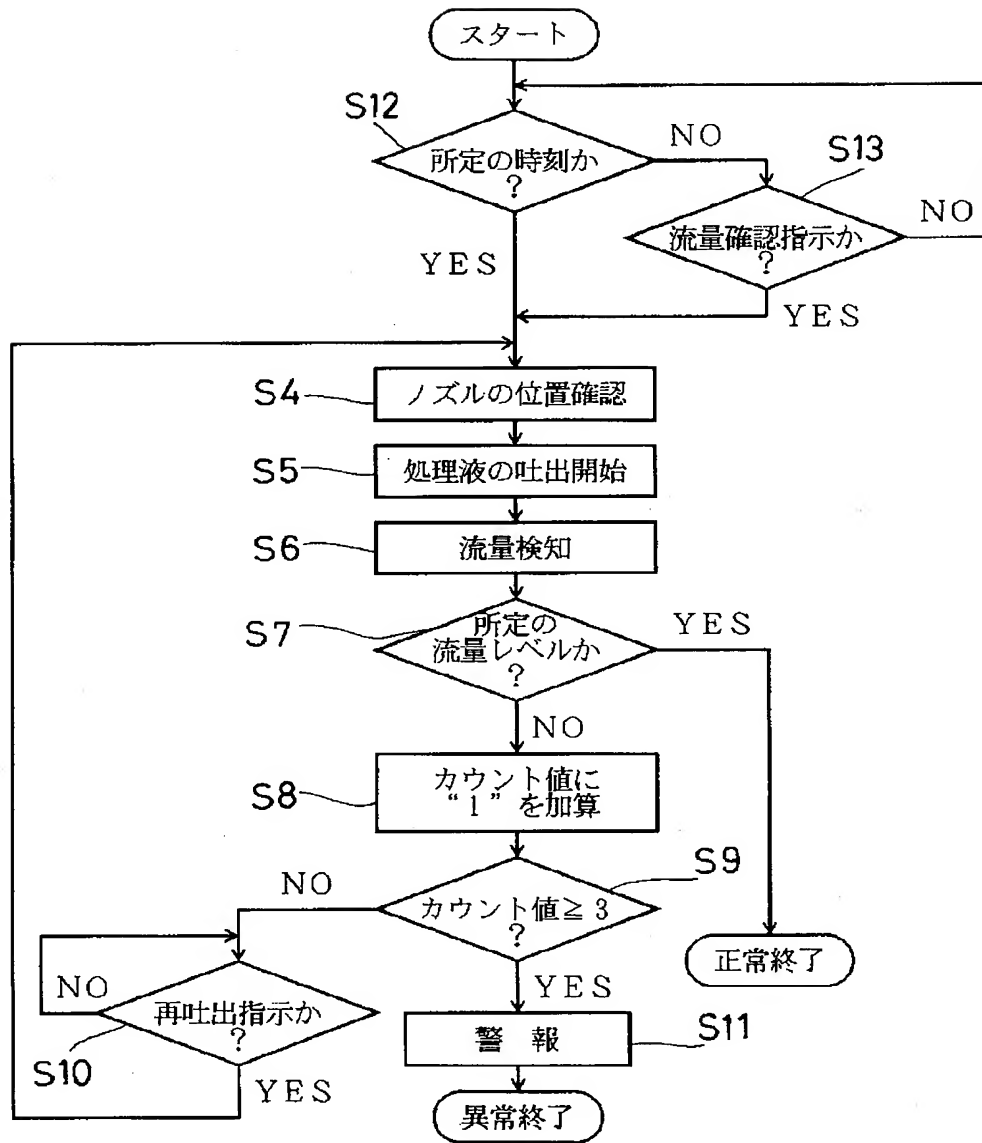 スタート
S12
所定の時刻か
?
NO
S13
流量確認指示か
?
NO
YES
YES
S4
ノズルの位置確認
S5
処理液の吐出開始
S6
流量検知
S7
所定の
流量レベルか
?
YES
NO
S8
カウント値に
“1”を加算
S9
カウント値≧3
?
NO
YES
正常終了
NO
再吐出指示か
?
S10
YES
警 報
S11
異常終了